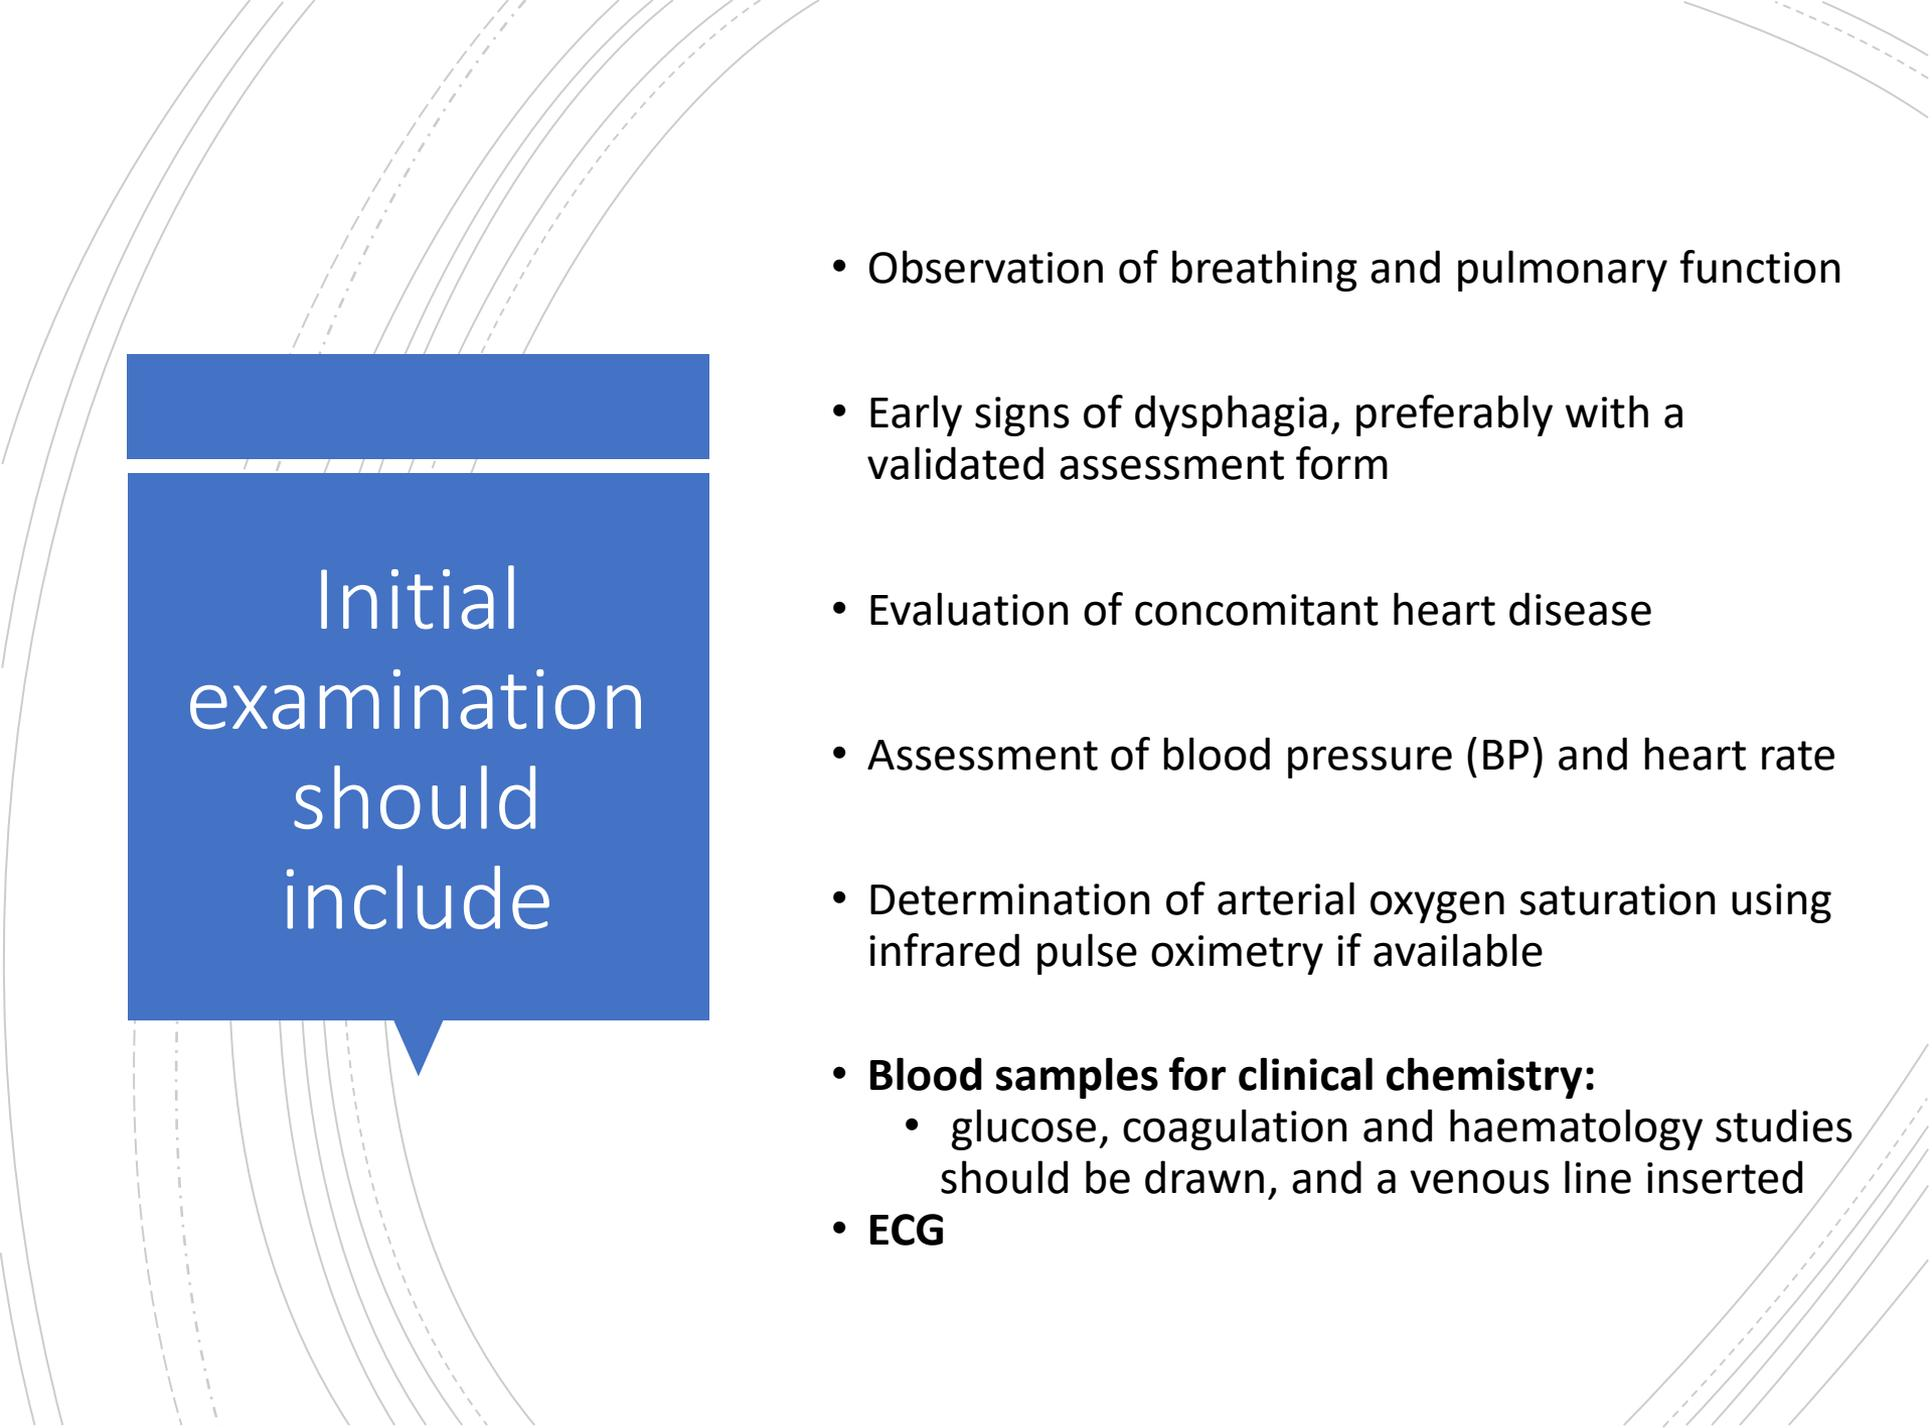 Initial
examination
should
include
• Observation of breathing and pulmonary function
• Early signs of dysphagia, preferably with a
validated assessment form
• Evaluation of concomitant heart disease
• Assessment of blood pressure (BP) and heart rate
• Determination of arterial oxygen saturation using
infrared pulse oximetry if available
• Blood samples for clinical chemistry:
• glucose, coagulation and haematology studies
should be drawn, and a venous line inserted
• ECG